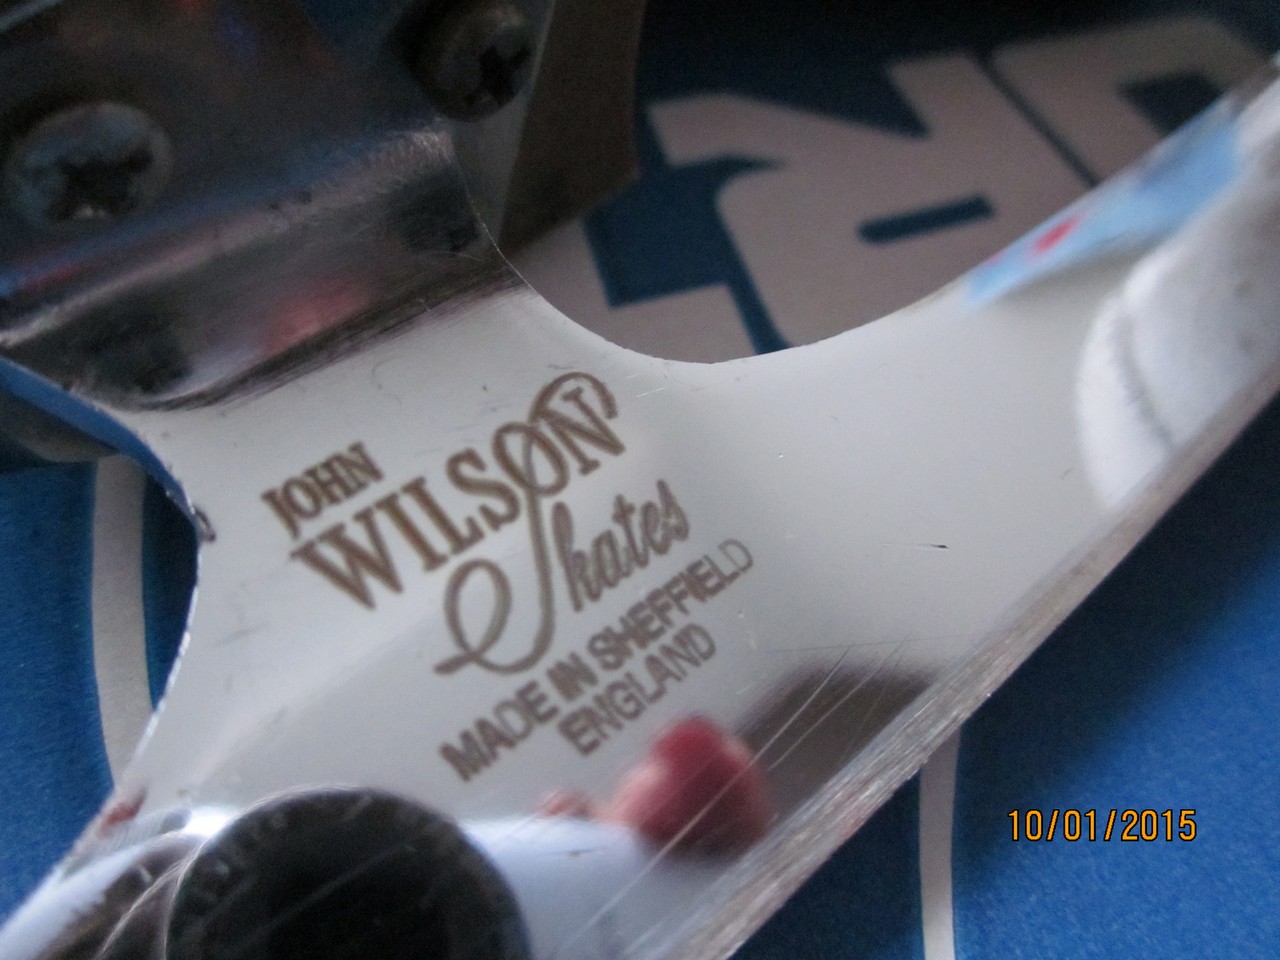 JOHN
WILSON
Skates
MADE IN SHEFFIELD
ENGLAND
10/01/2015